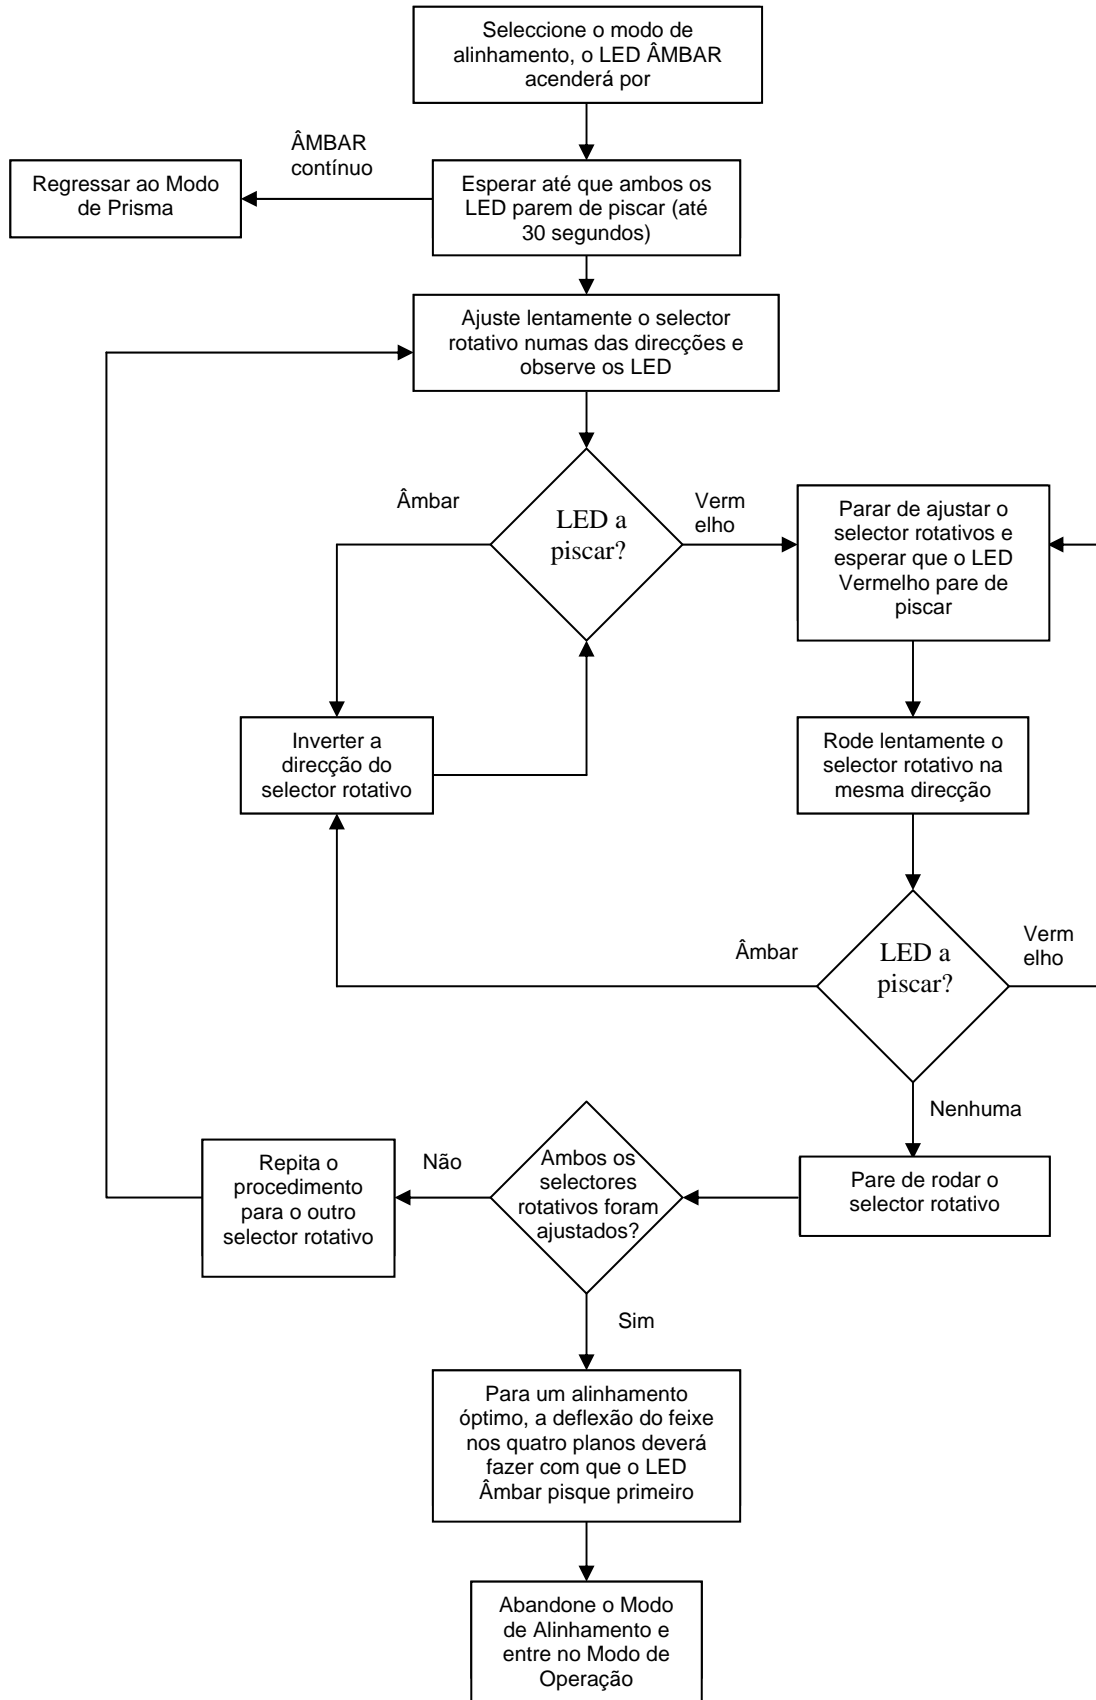 Seleccione o modo de
alinhamento, o LED ÂMBAR
acenderá por
ÂMBAR
contínuo
Regressar ao Modo
de Prisma
Esperar até que ambos os
LED parem de piscar (até
30 segundos)
Ajuste lentamente o selector
rotativo numas das direcções e
observe os LED
Âmbar
LED a
piscar?
Verm
elho
Parar de ajustar o
selector rotativos e
esperar que o LED
Vermelho pare de
piscar
Inverter a
direcção do
selector rotativo
Rode lentamente o
selector rotativo na
mesma direcção
Âmbar
LED a
piscar?
Verm
elho
Nenhuma
Repita o
procedimento
para o outro
selector rotativo
Não
Ambos os
selectores
rotativos foram
ajustados?
Pare de rodar o
selector rotativo
Sim
Para um alinhamento
óptimo, a deflexão do feixe
nos quatro planos deverá
fazer com que o LED
Âmbar pisque primeiro
Abandone o Modo
de Alinhamento e
entre no Modo de
Operação